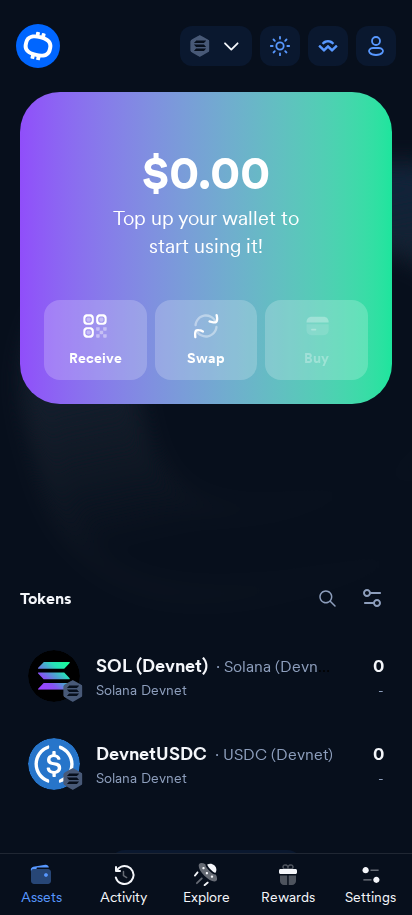 $0.00
Top up your wallet to
start using it!
Receive Swap Buy
Tokens
SOL (Devnet) · Solana (Devn 0
Solana Devnet -
DevnetUSDC · USDC (Devnet) 0
Solana Devnet -
Assets Activity Explore Rewards Settings